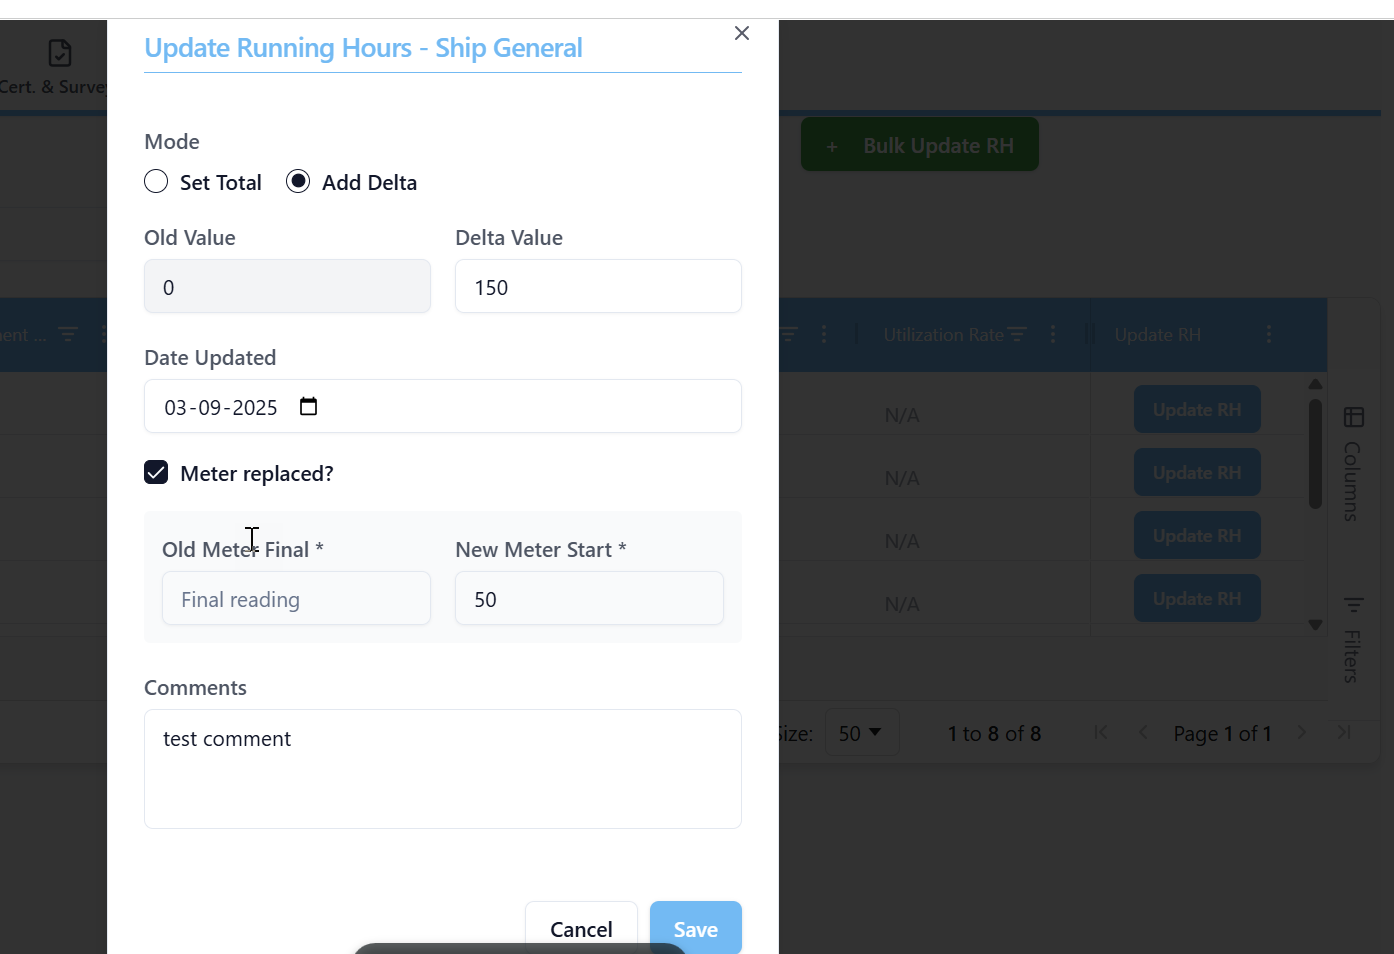 Update Running Hours - Ship General
Cert. & Surve
Mode
Set Total
Add Delta
+ Bulk Update RH
Old Value
Delta Value
0
150
ent ...
Utilization Rate
Update RH
Date Updated
03-09-2025
N/A
Update RH
Meter replaced?
N/A
Update RH
Columns
Old Meter Final *
New Meter Start *
N/A
Update RH
Final reading
50
N/A
Update RH
Filters
Comments
test comment
Size:
50
1 to 8 of 8
Page 1 of 1
Cancel
Save